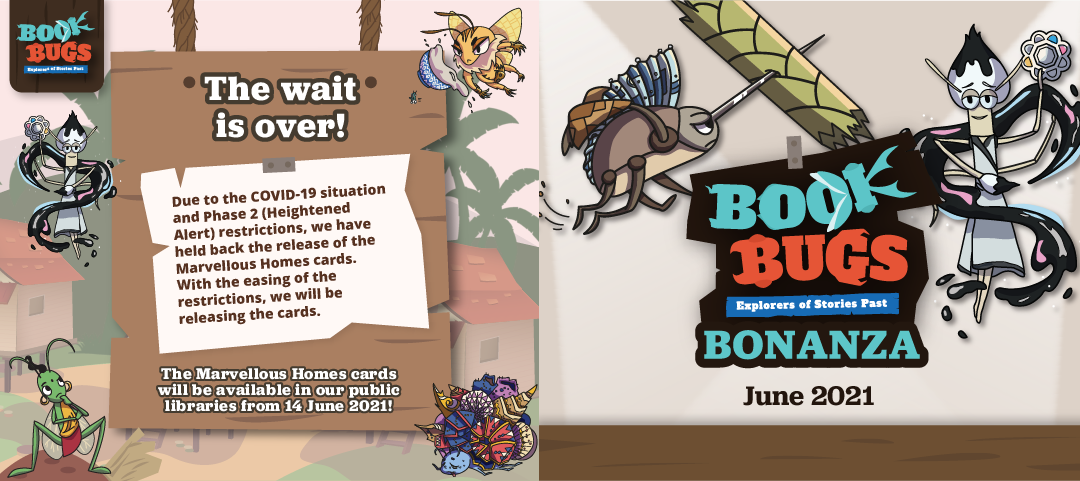 BOOK
BUGS
Explorers of Stories Past
The wait
is over!
Due to the COVID-19 situation
and Phase 2 (Heightened
Alert) restrictions, we have
held back the release of the
Marvellous Homes cards.
With the easing of the
restrictions, we will be
releasing the cards.
The Marvellous Homes cards
will be available in our public
libraries from 14 June 2021!
BOOK
BUGS
Explorers of Stories Past
BONANZA
June 2021